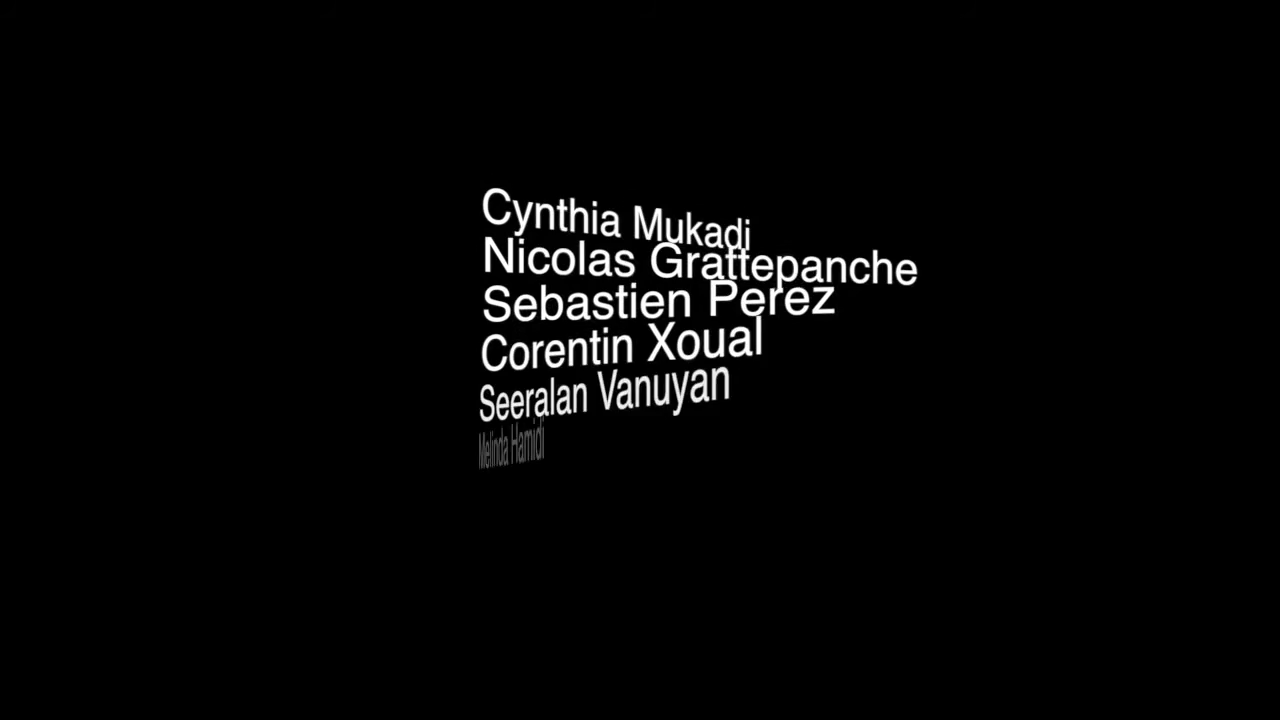 Cynthia Mukadi
Nicolas Grattepanche
Sebastien Perez
Corentin Xoual
Seeralan Vanuyan
Melinda Hamidi